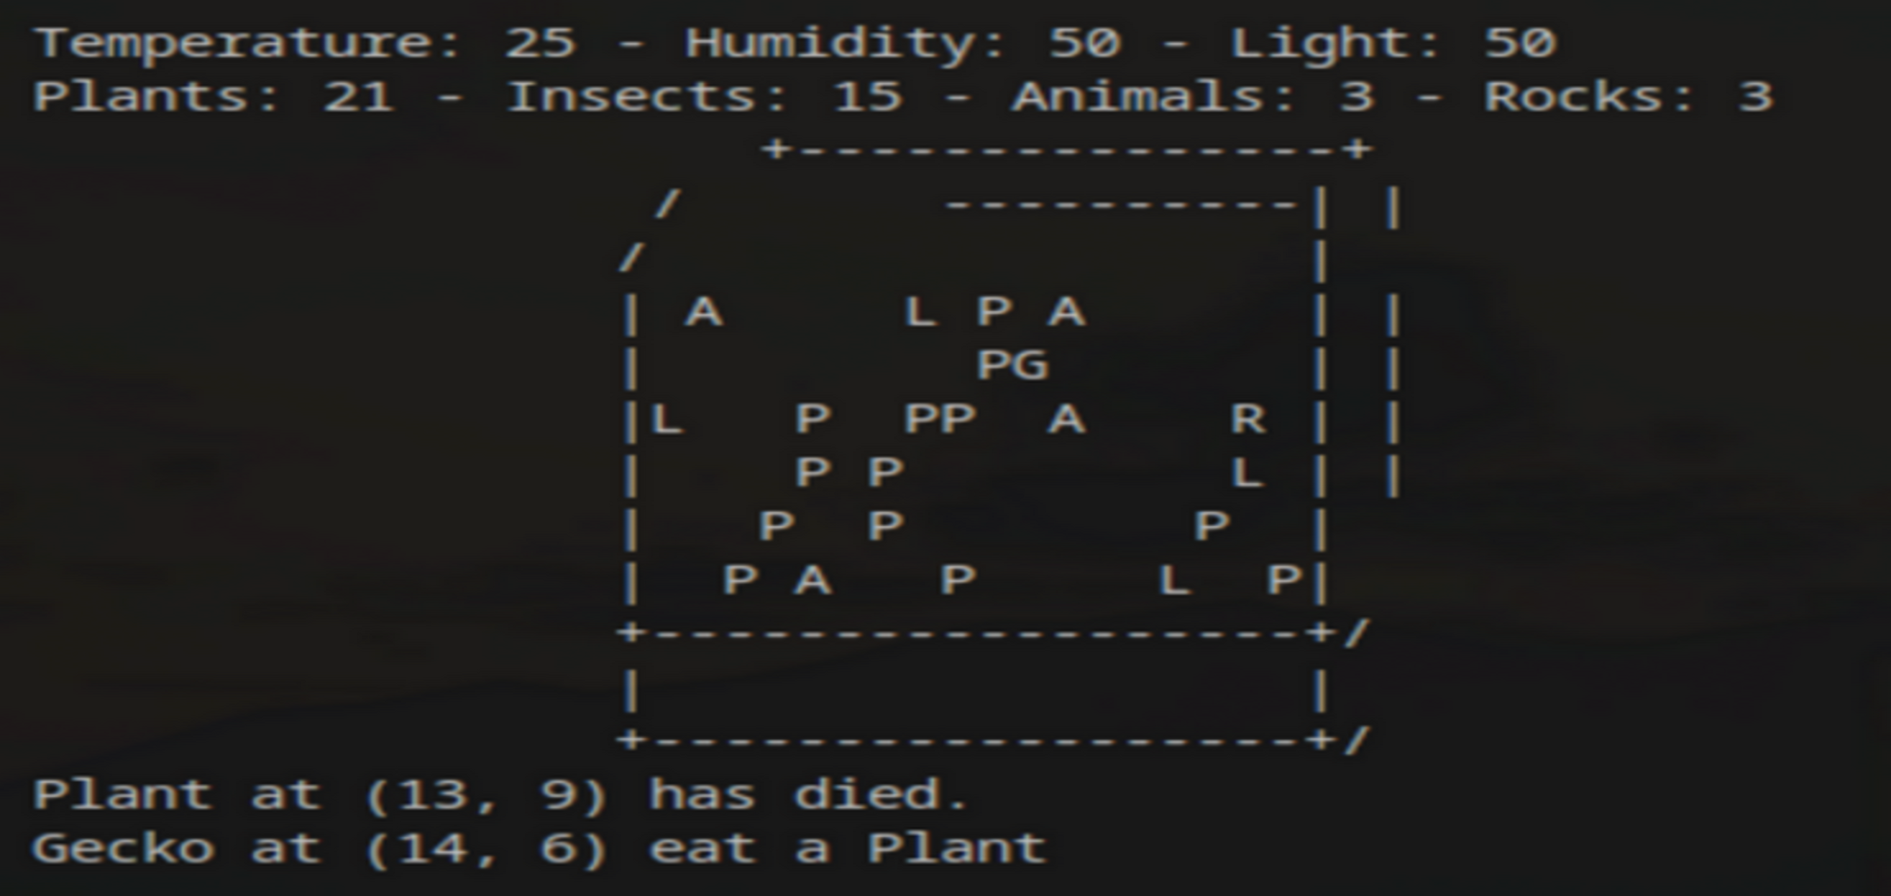 Temperature: 25 - Humidity: 50 - Light: 50
Plants: 21 - Insects: 15 - Animals: 3 - Rocks: 3
+---------------+
/       ----------| |
/                  |
| A     L P A      | |
|         PG       | |
|L   P  PP  A    R | |
|    P P         L | |
|   P  P        P  |
|  P A   P     L  P|
+------------------+/
|                  |
+------------------+/
Plant at (13, 9) has died.
Gecko at (14, 6) eat a Plant